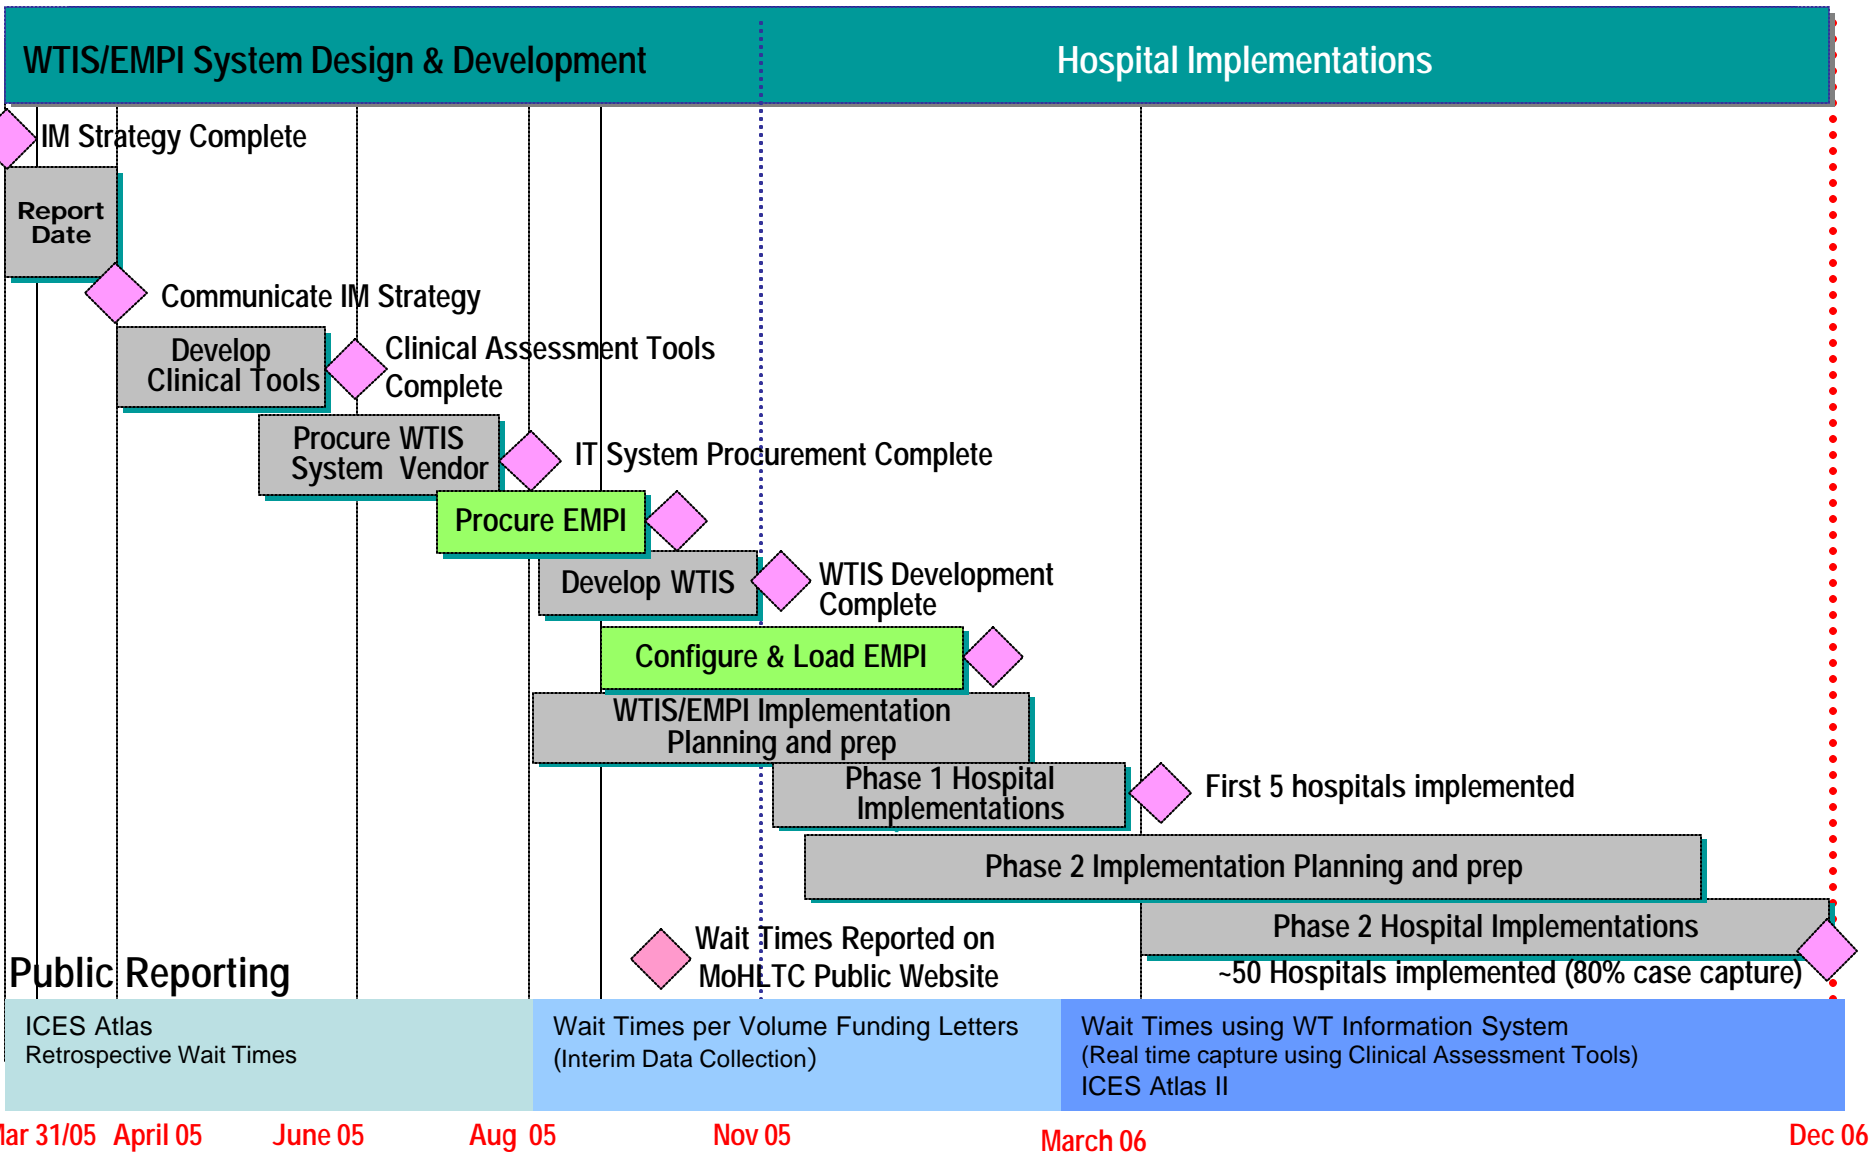 WTIS/EMPI System Design & Development
Hospital Implementations
IM Strategy Complete
Report
Date
Communicate IM Strategy
Develop
Clinical Tools
Clinical Assessment Tools
Complete
Procure WTIS
System Vendor
IT System Procurement Complete
Procure EMPI
Develop WTIS
WTIS Development
Complete
Configure & Load EMPI
WTIS/EMPI Implementation
Planning and prep
Phase 1 Hospital
Implementations
First 5 hospitals implemented
Phase 2 Implementation Planning and prep
Phase 2 Hospital Implementations
Wait Times Reported on
MoHLTC Public Website
~50 Hospitals implemented (80% case capture)
Public Reporting
ICES Atlas
Retrospective Wait Times
Wait Times per Volume Funding Letters
(Interim Data Collection)
Wait Times using WT Information System
(Real time capture using Clinical Assessment Tools)
ICES Atlas II
Mar 31/05 April 05 June 05 Aug 05 Nov 05 March 06 Dec 06